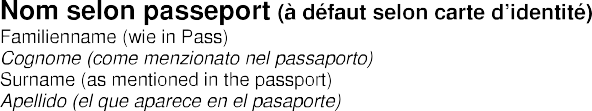 Nom selon passeport (à défaut selon carte d'identité)
Familienname (wie in Pass)
Cognome (come menzionato nel passaporto)
Surname (as mentioned in the passport)
Apellido (el que aparece en el pasaporte)